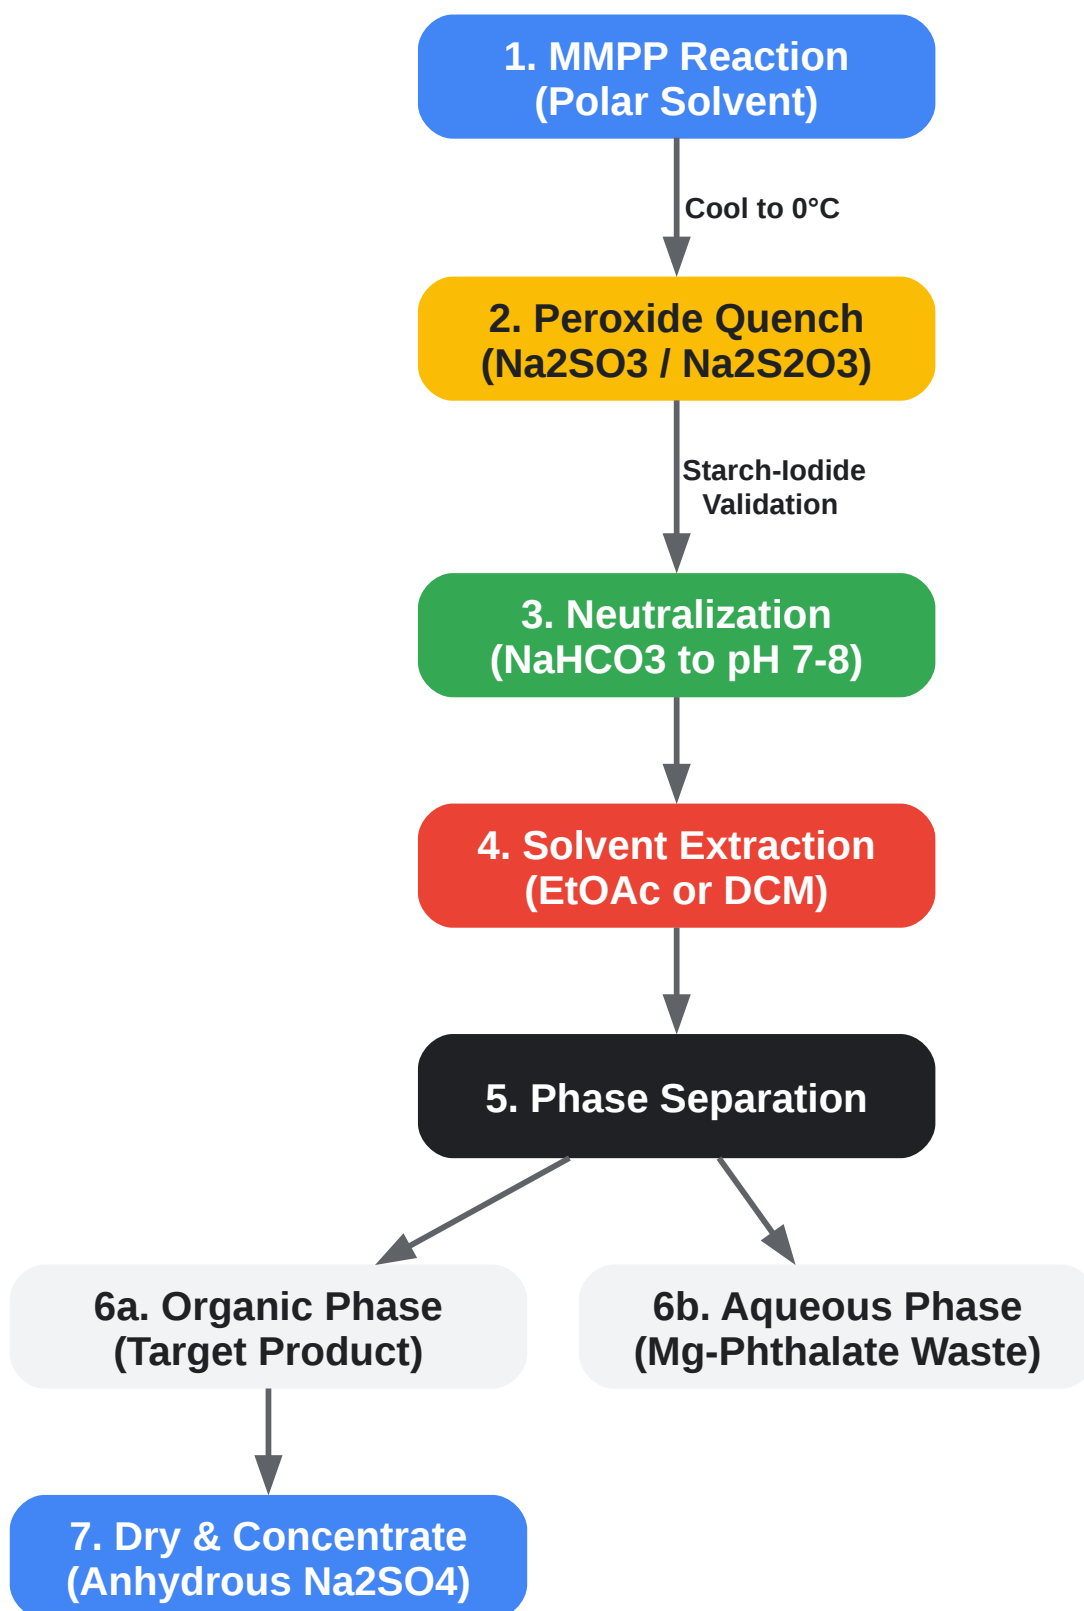 1. MMPP Reaction
(Polar Solvent)
Cool to 0°C
2. Peroxide Quench
(Na2SO3 / Na2S2O3)
Starch-Iodide
Validation
3. Neutralization
(NaHCO3 to pH 7-8)
4. Solvent Extraction
(EtOAc or DCM)
5. Phase Separation
6a. Organic Phase
(Target Product)
6b. Aqueous Phase
(Mg-Phthalate Waste)
7. Dry & Concentrate
(Anhydrous Na2SO4)